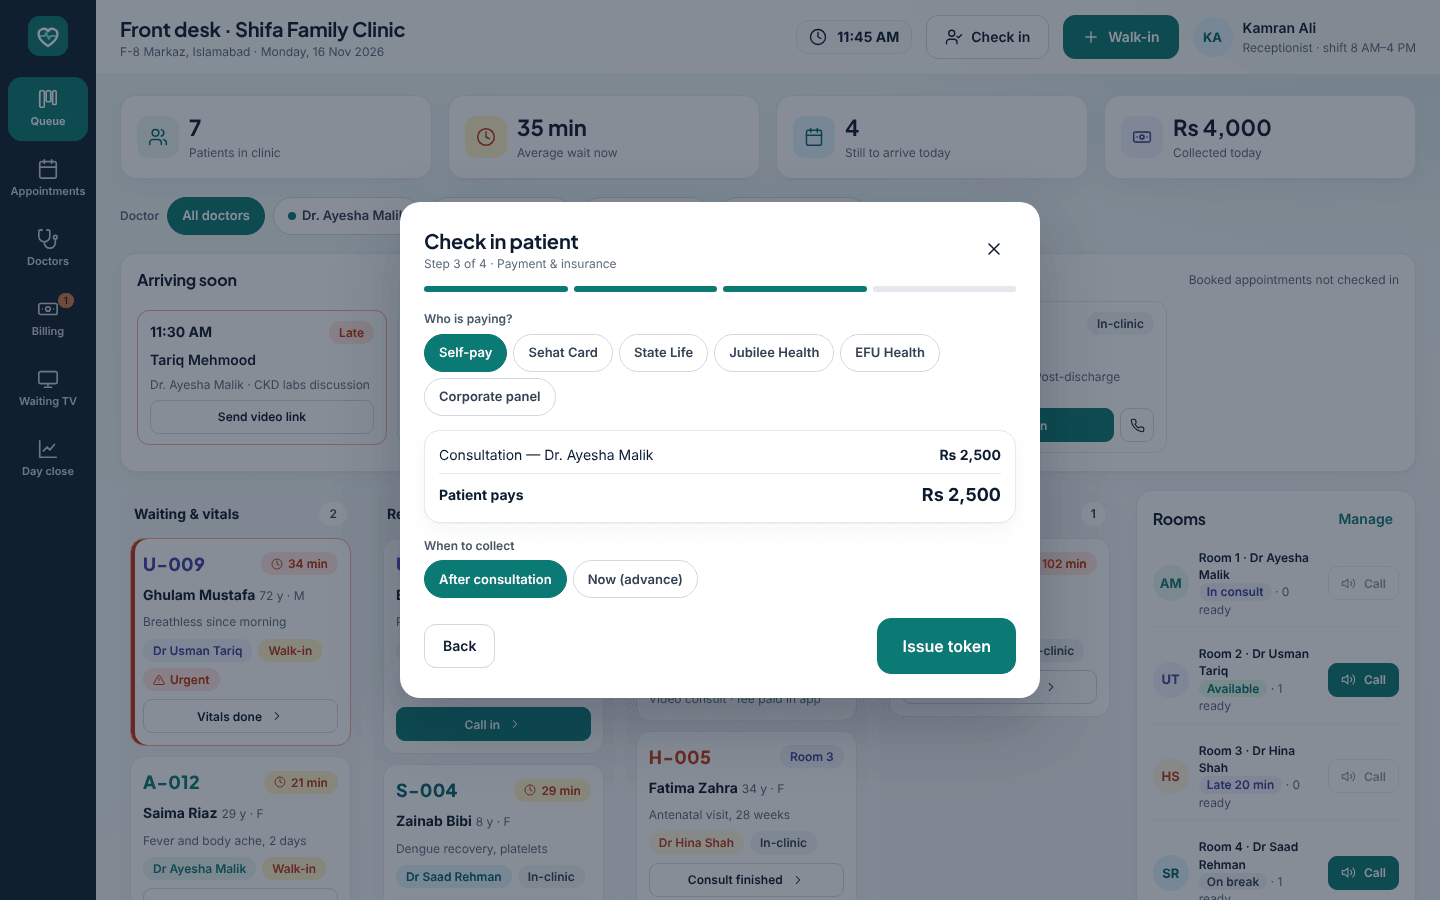 Front desk · Shifa Family Clinic
F-8 Markaz, Islamabad · Monday, 16 Nov 2026
11:45 AM
Check in
Walk-in
KA
Kamran Ali
Receptionist · shift 8 AM–4 PM
Queue
Appointments
Doctors
1
Billing
Waiting TV
Day close
7
Patients in clinic
35 min
Average wait now
4
Still to arrive today
Rs 4,000
Collected today
Doctor
All doctors
Dr. Ayesha Malik
Arriving soon
Booked appointments not checked in
11:30 AM
Late
Tariq Mehmood
Dr. Ayesha Malik · CKD labs discussion
Send video link
In-clinic
Post-discharge
Check in patient
Step 3 of 4 · Payment & insurance
Who is paying?
Self-pay
Sehat Card
State Life
Jubilee Health
EFU Health
Corporate panel
Consultation — Dr. Ayesha Malik
Rs 2,500
Patient pays
Rs 2,500
When to collect
After consultation
Now (advance)
Back
Issue token
Waiting & vitals
2
1
U-009
34 min
Ghulam Mustafa 72 y · M
Breathless since morning
Dr Usman Tariq
Walk-in
Urgent
Vitals done
A-012
21 min
Saima Riaz 29 y · F
Fever and body ache, 2 days
Dr Ayesha Malik
Walk-in
Call in
S-004
29 min
Zainab Bibi 8 y · F
Dengue recovery, platelets
Dr Saad Rehman
In-clinic
Video consult · fee paid in app
H-005
Room 3
Fatima Zahra 34 y · F
Antenatal visit, 28 weeks
Dr Hina Shah
In-clinic
Consult finished
102 min
-clinic
Rooms
Manage
AM
Room 1 · Dr Ayesha
Malik
In consult · 0
ready
Call
UT
Room 2 · Dr Usman
Tariq
Available · 1
ready
Call
HS
Room 3 · Dr Hina
Shah
Late 20 min · 0
ready
Call
SR
Room 4 · Dr Saad
Rehman
On break · 1
ready
Call